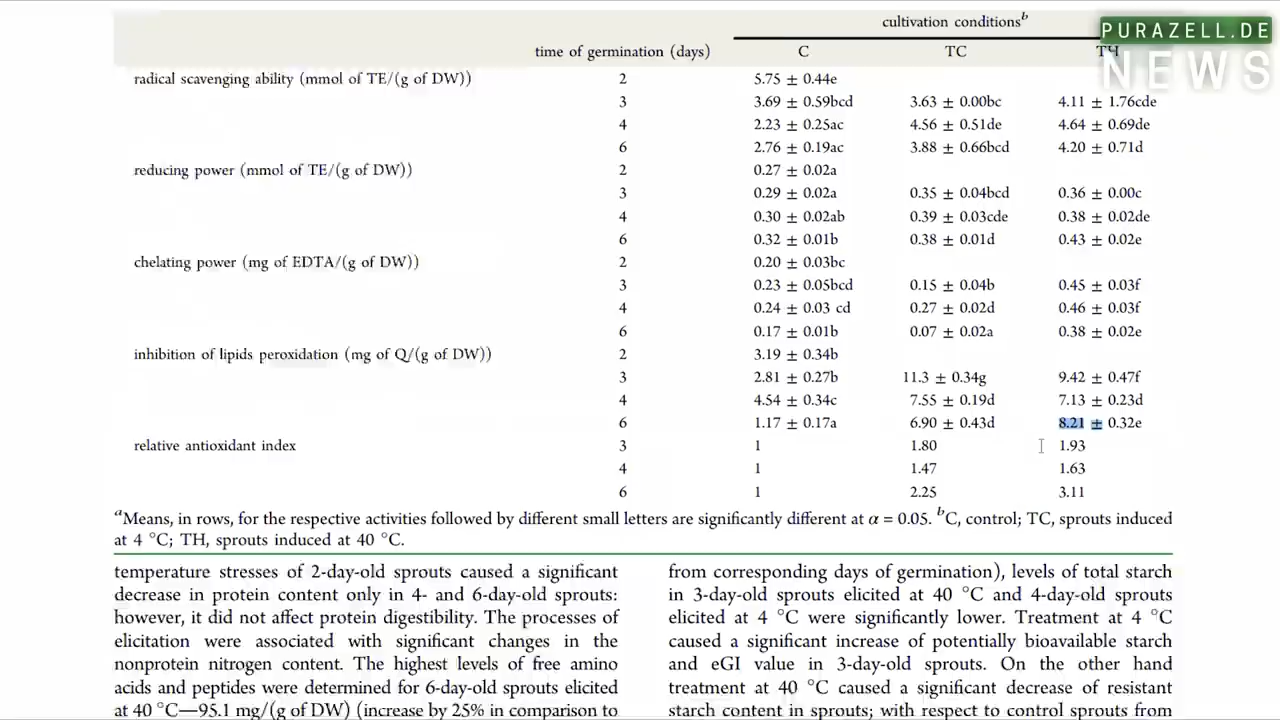 cultivation conditionsᵇ
PURAZELL.DE
time of germination (days) C TC TH
NEWS
radical scavenging ability (mmol of TE/(g of DW)) 2 5.75 ± 0.44e
3 3.69 ± 0.59bcd 3.63 ± 0.00bc 4.11 ± 1.76cde
4 2.23 ± 0.25ac 4.56 ± 0.51de 4.64 ± 0.69de
6 2.76 ± 0.19ac 3.88 ± 0.66bcd 4.20 ± 0.71d
reducing power (mmol of TE/(g of DW)) 2 0.27 ± 0.02a
3 0.29 ± 0.02a 0.35 ± 0.04bcd 0.36 ± 0.00c
4 0.30 ± 0.02ab 0.39 ± 0.03cde 0.38 ± 0.02de
6 0.32 ± 0.01b 0.38 ± 0.01d 0.43 ± 0.02e
chelating power (mg of EDTA/(g of DW)) 2 0.20 ± 0.03bc
3 0.23 ± 0.05bcd 0.15 ± 0.04b 0.45 ± 0.03f
4 0.24 ± 0.03 cd 0.27 ± 0.02d 0.46 ± 0.03f
6 0.17 ± 0.01b 0.07 ± 0.02a 0.38 ± 0.02e
inhibition of lipids peroxidation (mg of Q/(g of DW)) 2 3.19 ± 0.34b
3 2.81 ± 0.27b 11.3 ± 0.34g 9.42 ± 0.47f
4 4.54 ± 0.34c 7.55 ± 0.19d 7.13 ± 0.23d
6 1.17 ± 0.17a 6.90 ± 0.43d 8.21 ± 0.32e
relative antioxidant index 3 1 1.80 1.93
4 1 1.47 1.63
6 1 2.25 3.11
ᵃMeans, in rows, for the respective activities followed by different small letters are significantly different at α = 0.05. ᵇC, control; TC, sprouts induced
at 4 °C; TH, sprouts induced at 40 °C.
temperature stresses of 2-day-old sprouts caused a significant
decrease in protein content only in 4- and 6-day-old sprouts:
however, it did not affect protein digestibility. The processes of
elicitation were associated with significant changes in the
nonprotein nitrogen content. The highest levels of free amino
acids and peptides were determined for 6-day-old sprouts elicited
at 40 °C—95.1 mg/(g of DW) (increase by 25% in comparison to
from corresponding days of germination), levels of total starch
in 3-day-old sprouts elicited at 40 °C and 4-day-old sprouts
elicited at 4 °C were significantly lower. Treatment at 4 °C
caused a significant increase of potentially bioavailable starch
and eGI value in 3-day-old sprouts. On the other hand
treatment at 40 °C caused a significant decrease of resistant
starch content in sprouts; with respect to control sprouts from